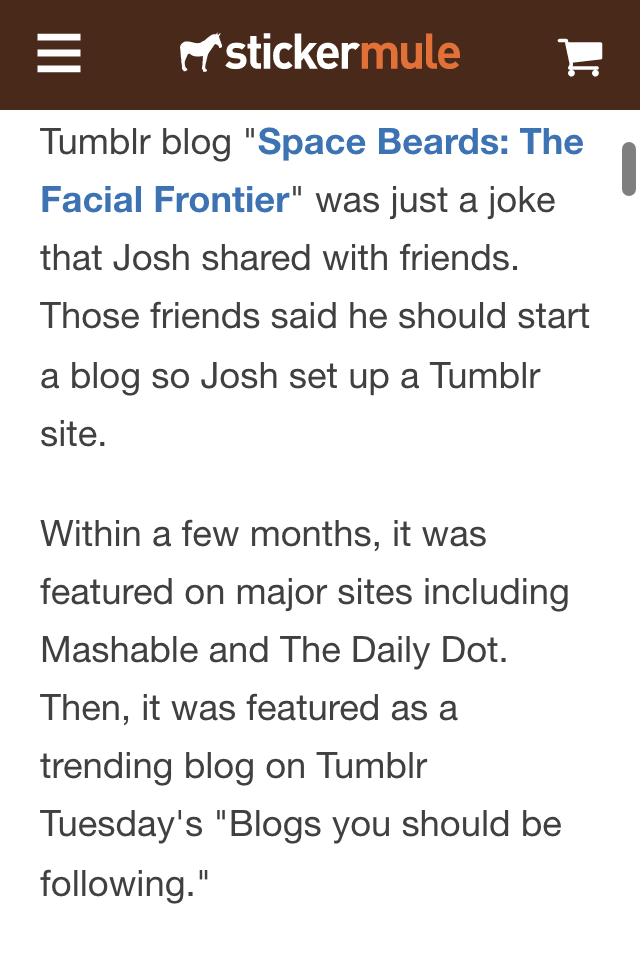 stickermule
Tumblr blog "Space Beards: The
Facial Frontier" was just a joke
that Josh shared with friends.
Those friends said he should start
a blog so Josh set up a Tumblr
site.
Within a few months, it was
featured on major sites including
Mashable and The Daily Dot.
Then, it was featured as a
trending blog on Tumblr
Tuesday's "Blogs you should be
following."